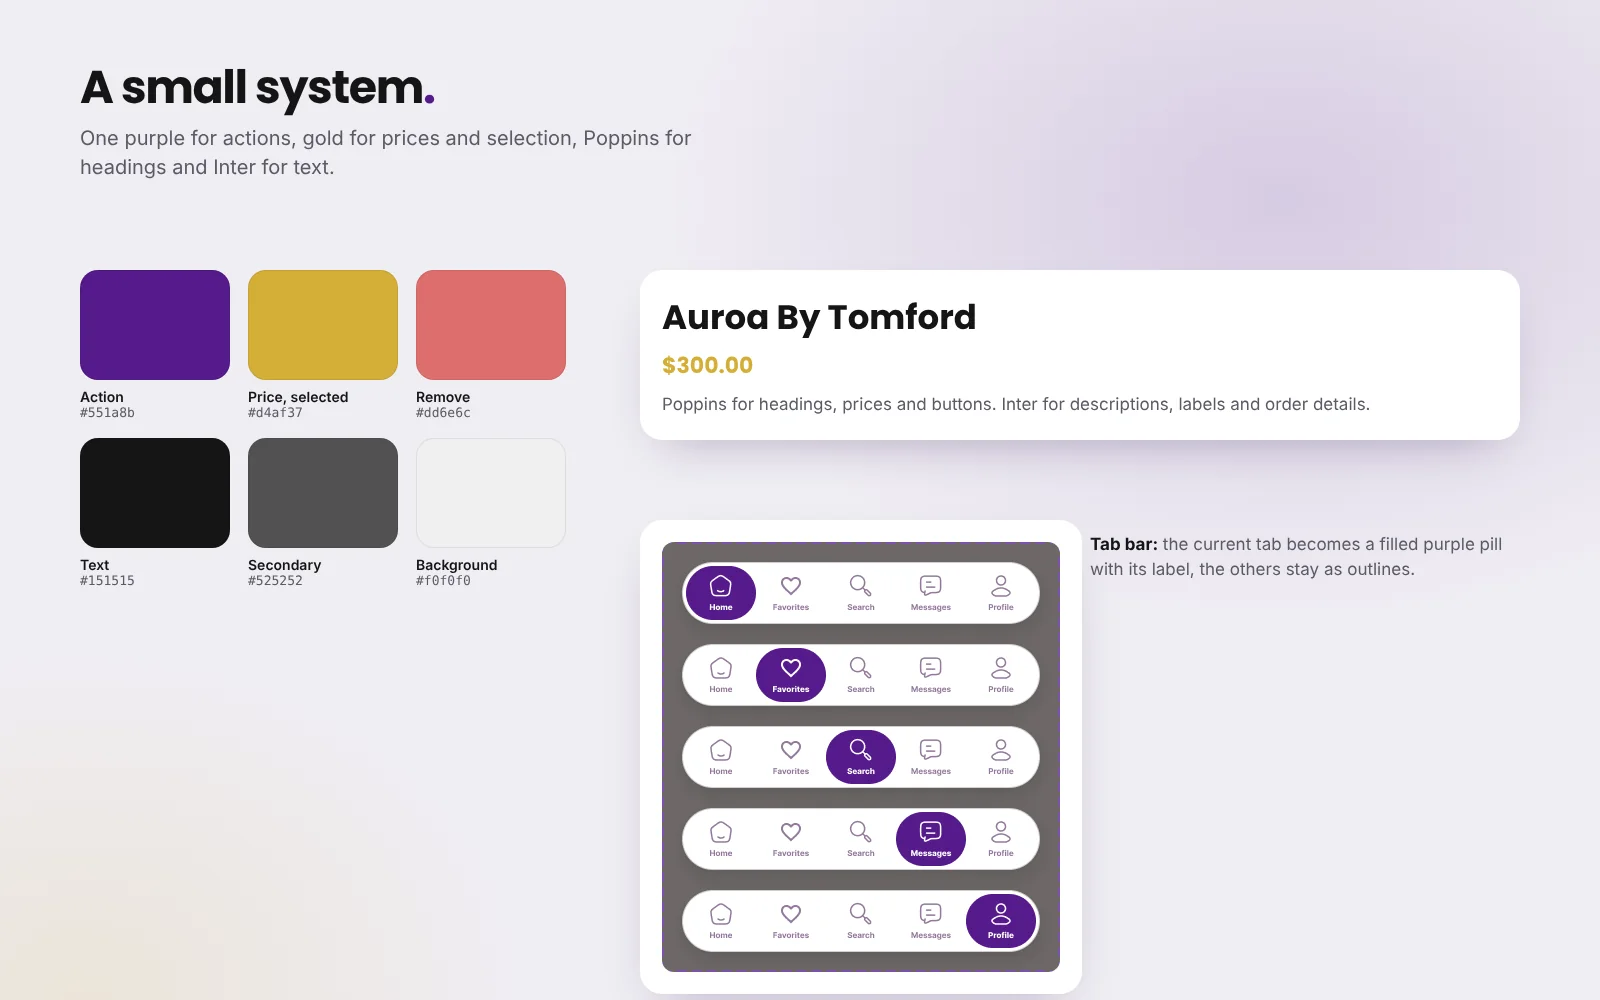 A small system.
One purple for actions, gold for prices and selection, Poppins for
headings and Inter for text.
Action
#551a8b
Price, selected
#d4af37
Remove
#dd6e6c
Text
#151515
Secondary
#525252
Background
#f0f0f0
Auroa By Tomford
$300.00
Poppins for headings, prices and buttons. Inter for descriptions, labels and order details.
Home Favorites Search Messages Profile
Home Favorites Search Messages Profile
Home Favorites Search Messages Profile
Home Favorites Search Messages Profile
Home Favorites Search Messages Profile
Tab bar: the current tab becomes a filled purple pill
with its label, the others stay as outlines.